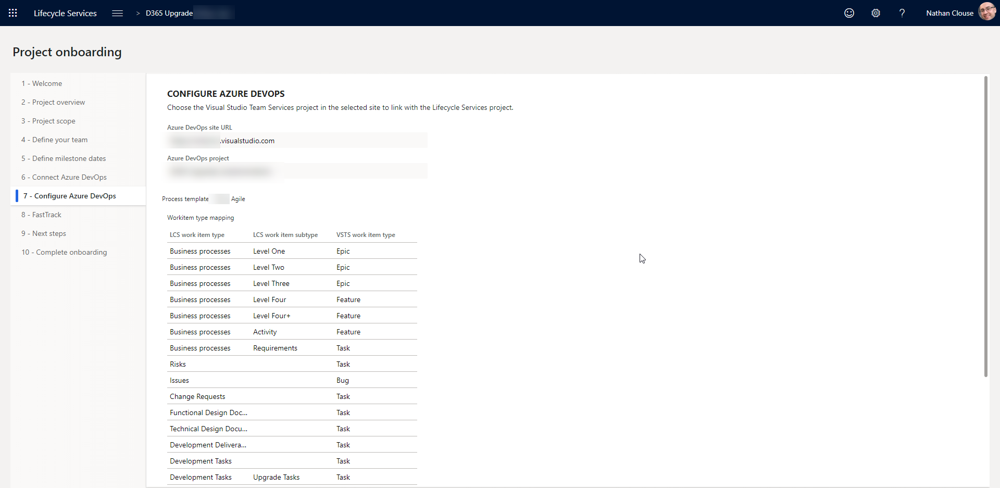 Lifecycle Services > D365 Upgrade ? Nathan Clouse
Project onboarding
1 - Welcome
2 - Project overview
3 - Project scope
4 - Define your team
5 - Define milestone dates
6 - Connect Azure DevOps
7 - Configure Azure DevOps
8 - FastTrack
9 - Next steps
10 - Complete onboarding
CONFIGURE AZURE DEVOPS
Choose the Visual Studio Team Services project in the selected site to link with the Lifecycle Services project.
Azure DevOps site URL
.visualstudio.com
Azure DevOps project
Process template Agile
Workitem type mapping
LCS work item type LCS work item subtype VSTS work item type
Business processes Level One Epic
Business processes Level Two Epic
Business processes Level Three Epic
Business processes Level Four Feature
Business processes Level Four+ Feature
Business processes Activity Feature
Business processes Requirements Task
Risks Task
Issues Bug
Change Requests Task
Functional Design Doc... Task
Technical Design Docu... Task
Development Delivera... Task
Development Tasks Task
Development Tasks Upgrade Tasks Task